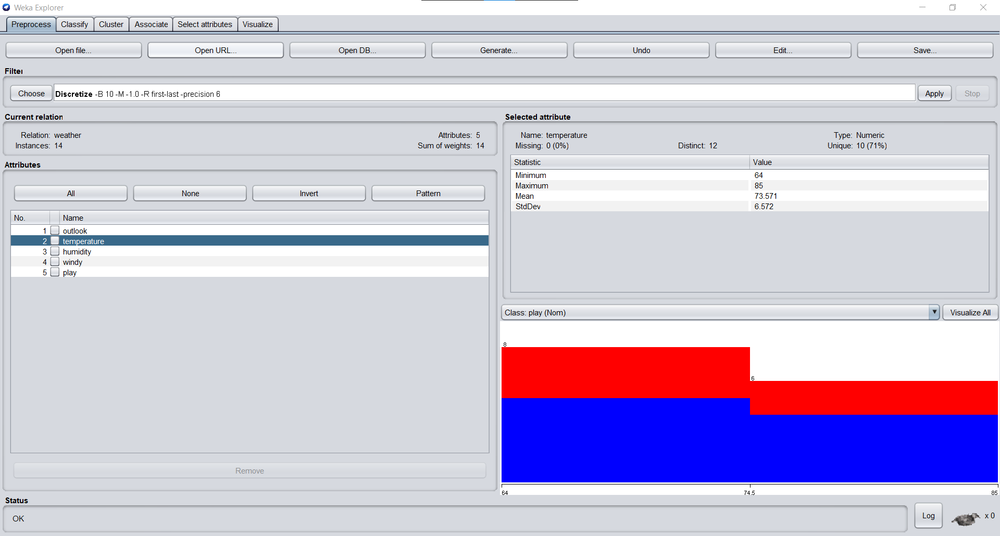 Weka Explorer
Preprocess Classify Cluster Associate Select attributes Visualize
Open file... Open URL... Open DB... Generate... Undo Edit... Save...
Filter
Choose Discretize -B 10 -M -1.0 -R first-last -precision 6 Apply Stop
Current relation
Relation: weather Attributes: 5
Instances: 14 Sum of weights: 14
Attributes
All None Invert Pattern
No. Name
1 outlook
2 temperature
3 humidity
4 windy
5 play
Remove
Selected attribute
Name: temperature Type: Numeric
Missing: 0 (0%) Distinct: 12 Unique: 10 (71%)
Statistic Value
Minimum 64
Maximum 85
Mean 73.571
StdDev 6.572
Class: play (Nom) Visualize All
8
6
64 74.5 85
Status
OK
Log x 0